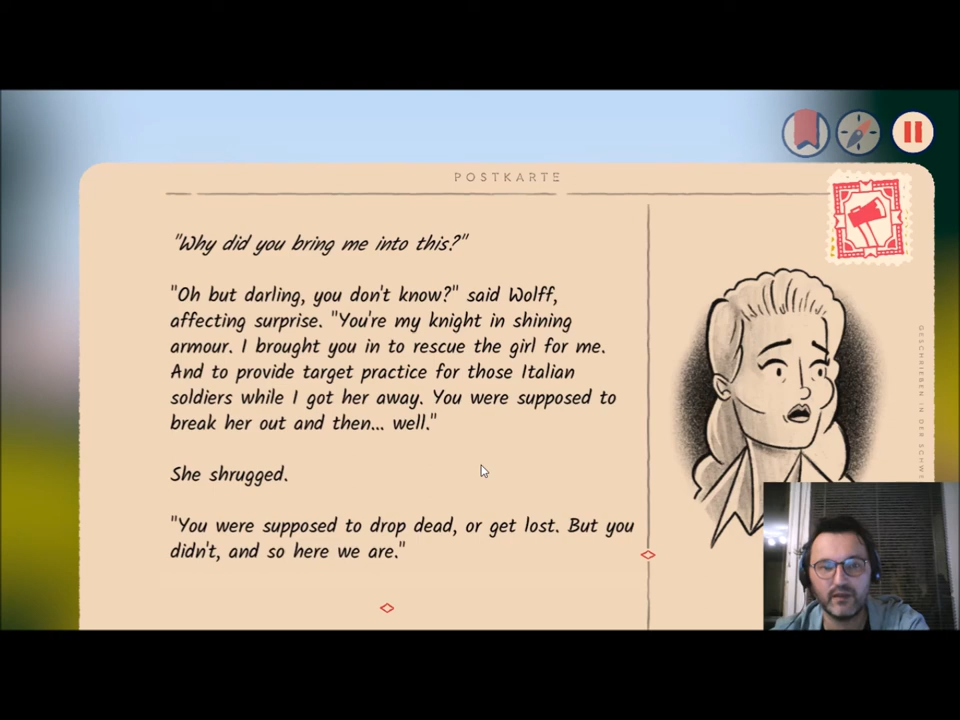 POSTKARTE
"Why did you bring me into this?"
"Oh but darling, you don't know?" said Wolff,
affecting surprise. "You're my knight in shining
armour. I brought you in to rescue the girl for me.
And to provide target practice for those Italian
soldiers while I got her away. You were supposed to
break her out and then... well."
She shrugged.
"You were supposed to drop dead, or get lost. But you
didn't, and so here we are."
GESCHRIEBEN IN DER SCHWE